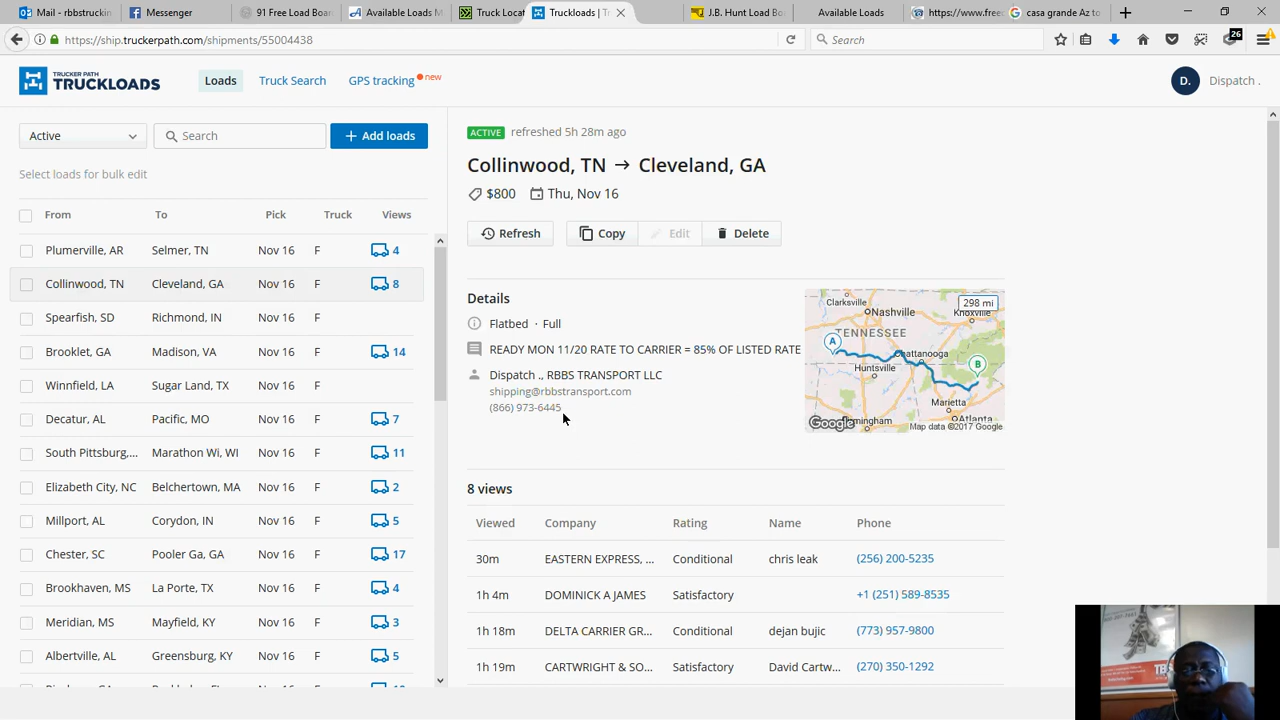 Mail - rbbstruckin
Messenger
91 Free Load Board
Available Loads M
Truck Locat
Truckloads | T
J.B. Hunt Load Bo
Available Loads
https://www.frees
casa grande Az to
https://ship.truckerpath.com/shipments/55004438
Search
26
TRUCKER PATH
TRUCKLOADS
Loads
Truck Search
GPS tracking
new
D.
Dispatch .
Active
Search
+ Add loads
Select loads for bulk edit
From To Pick Truck Views
Plumerville, AR Selmer, TN Nov 16 F 4
Collinwood, TN Cleveland, GA Nov 16 F 8
Spearfish, SD Richmond, IN Nov 16 F
Brooklet, GA Madison, VA Nov 16 F 14
Winnfield, LA Sugar Land, TX Nov 16 F
Decatur, AL Pacific, MO Nov 16 F 7
South Pittsburg,... Marathon Wi, WI Nov 16 F 11
Elizabeth City, NC Belchertown, MA Nov 16 F 2
Millport, AL Corydon, IN Nov 16 F 5
Chester, SC Pooler Ga, GA Nov 16 F 17
Brookhaven, MS La Porte, TX Nov 16 F 4
Meridian, MS Mayfield, KY Nov 16 F 3
Albertville, AL Greensburg, KY Nov 16 F 5
ACTIVE refreshed 5h 28m ago
Collinwood, TN → Cleveland, GA
$800 Thu, Nov 16
Refresh Copy Edit Delete
Details
Flatbed · Full
READY MON 11/20 RATE TO CARRIER = 85% OF LISTED RATE
Dispatch ., RBBS TRANSPORT LLC
shipping@rbbstransport.com
(866) 973-6445
298 mi
Clarksville
Nashville
Knoxville
TENNESSEE
A
Chattanooga
Huntsville
B
Marietta
Atlanta
Google
Map data ©2017 Google
8 views
Viewed Company Rating Name Phone
30m EASTERN EXPRESS, ... Conditional chris leak (256) 200-5235
1h 4m DOMINICK A JAMES Satisfactory +1 (251) 589-8535
1h 18m DELTA CARRIER GR... Conditional dejan bujic (773) 957-9800
1h 19m CARTWRIGHT & SO... Satisfactory David Cartw... (270) 350-1292